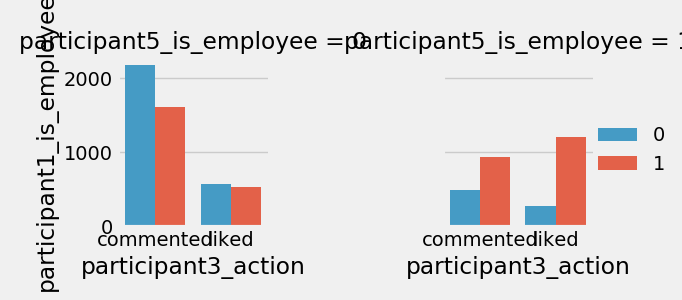 participant5_is_employee = 0
participant5_is_employee = 1
participant1_is_employee
2000
1000
0
commented
liked
commented
liked
participant3_action
participant3_action
0
1